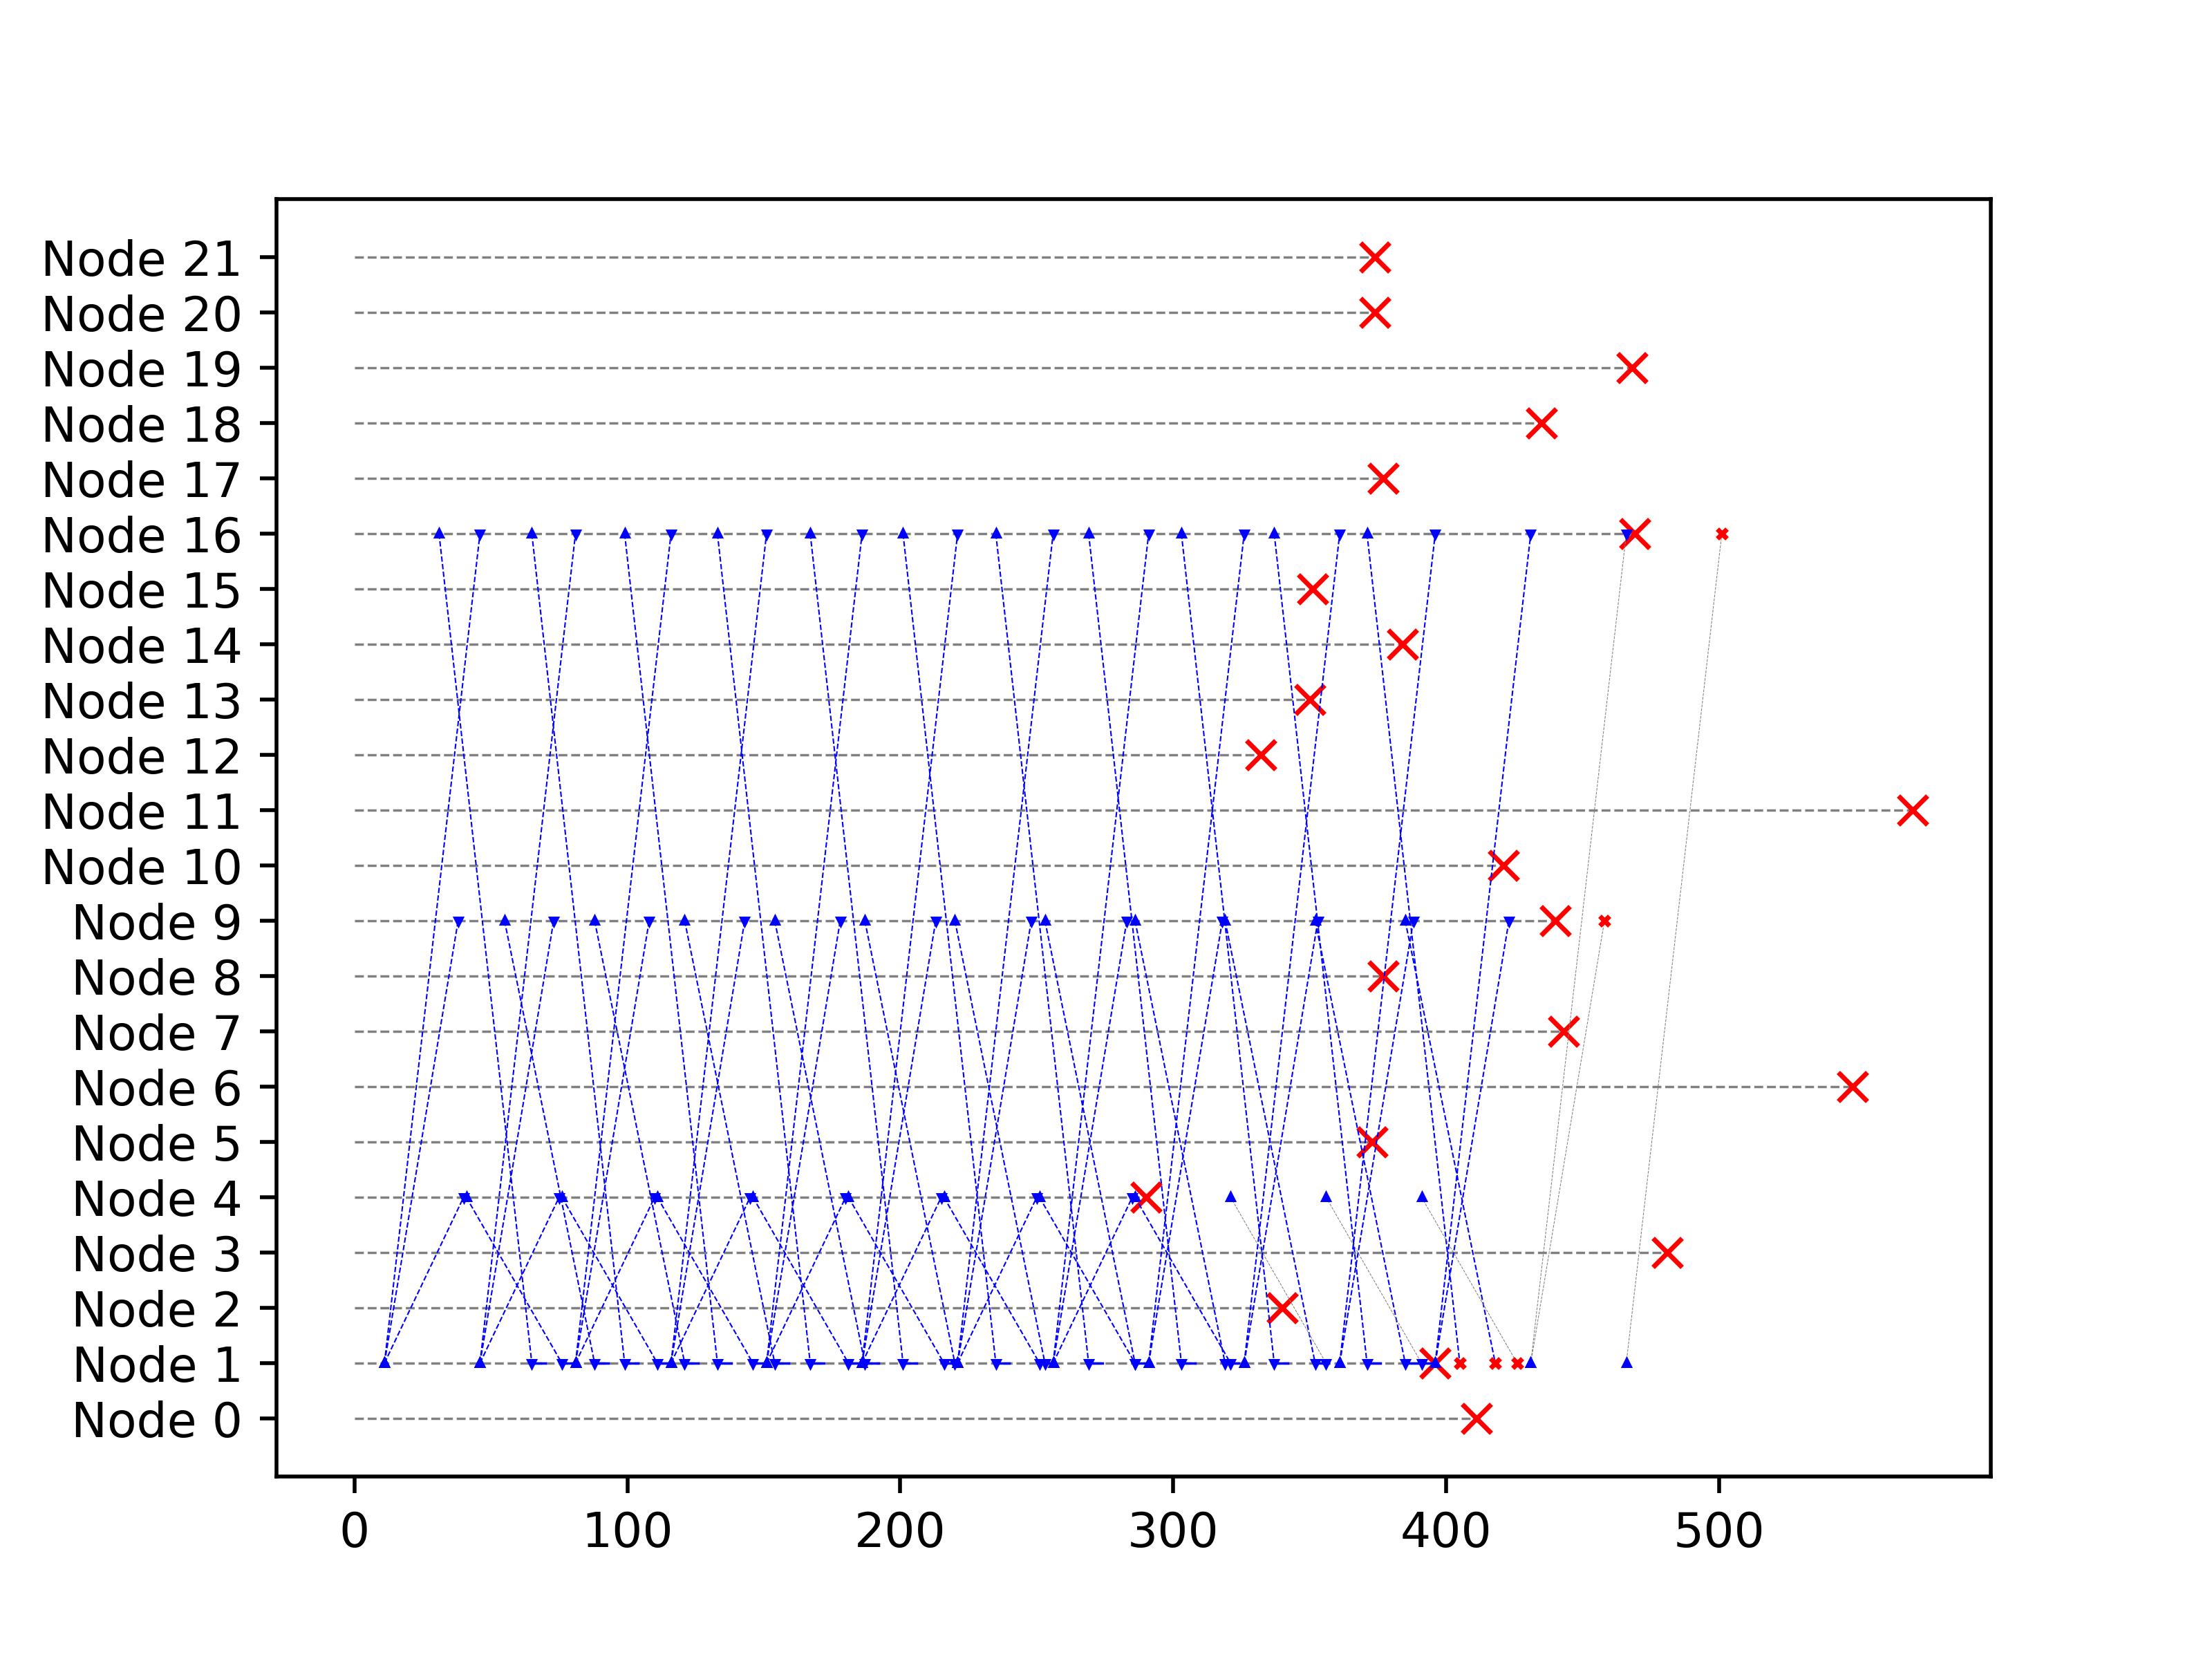 Node 21
Node 20
Node 19
Node 18
Node 17
Node 16
Node 15
Node 14
Node 13
Node 12
Node 11
Node 10
Node 9
Node 8
Node 7
Node 6
Node 5
Node 4
Node 3
Node 2
Node 1
Node 0
0 100 200 300 400 500